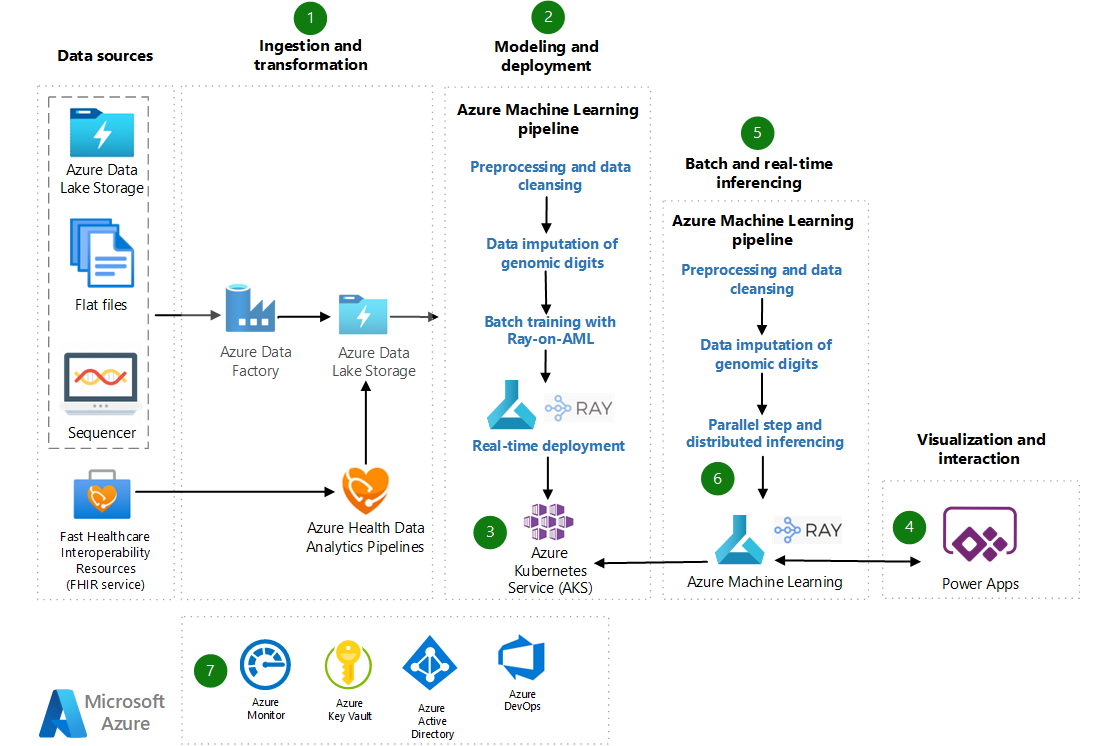 Data sources
Azure Data
Lake Storage
Flat files
Sequencer
Fast Healthcare
Interoperability
Resources
(FHIR service)
1
Ingestion and
transformation
Azure Data
Factory
Azure Data
Lake Storage
Azure Health Data
Analytics Pipelines
2
Modeling and
deployment
Azure Machine Learning
pipeline
Preprocessing and data
cleansing
Data imputation of
genomic digits
Batch training with
Ray-on-AML
RAY
Real-time deployment
3
Azure
Kubernetes
Service (AKS)
5
Batch and real-time
inferencing
Azure Machine Learning
pipeline
Preprocessing and data
cleansing
Data imputation of
genomic digits
Parallel step and
distributed inferencing
6
RAY
Azure Machine Learning
Visualization and
interaction
4
Power Apps
7
Azure
Monitor
Azure
Key Vault
Azure
Active
Directory
Azure
DevOps
Microsoft
Azure